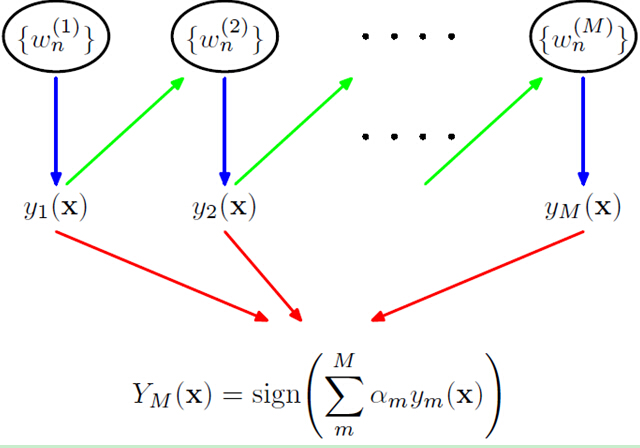 {w_n^{(1)}} {w_n^{(2)}} . . . . {w_n^{(M)}}
. . . .
y_1(x) y_2(x) y_M(x)
Y_M(x) = sign(∑_m^M α_m y_m(x))